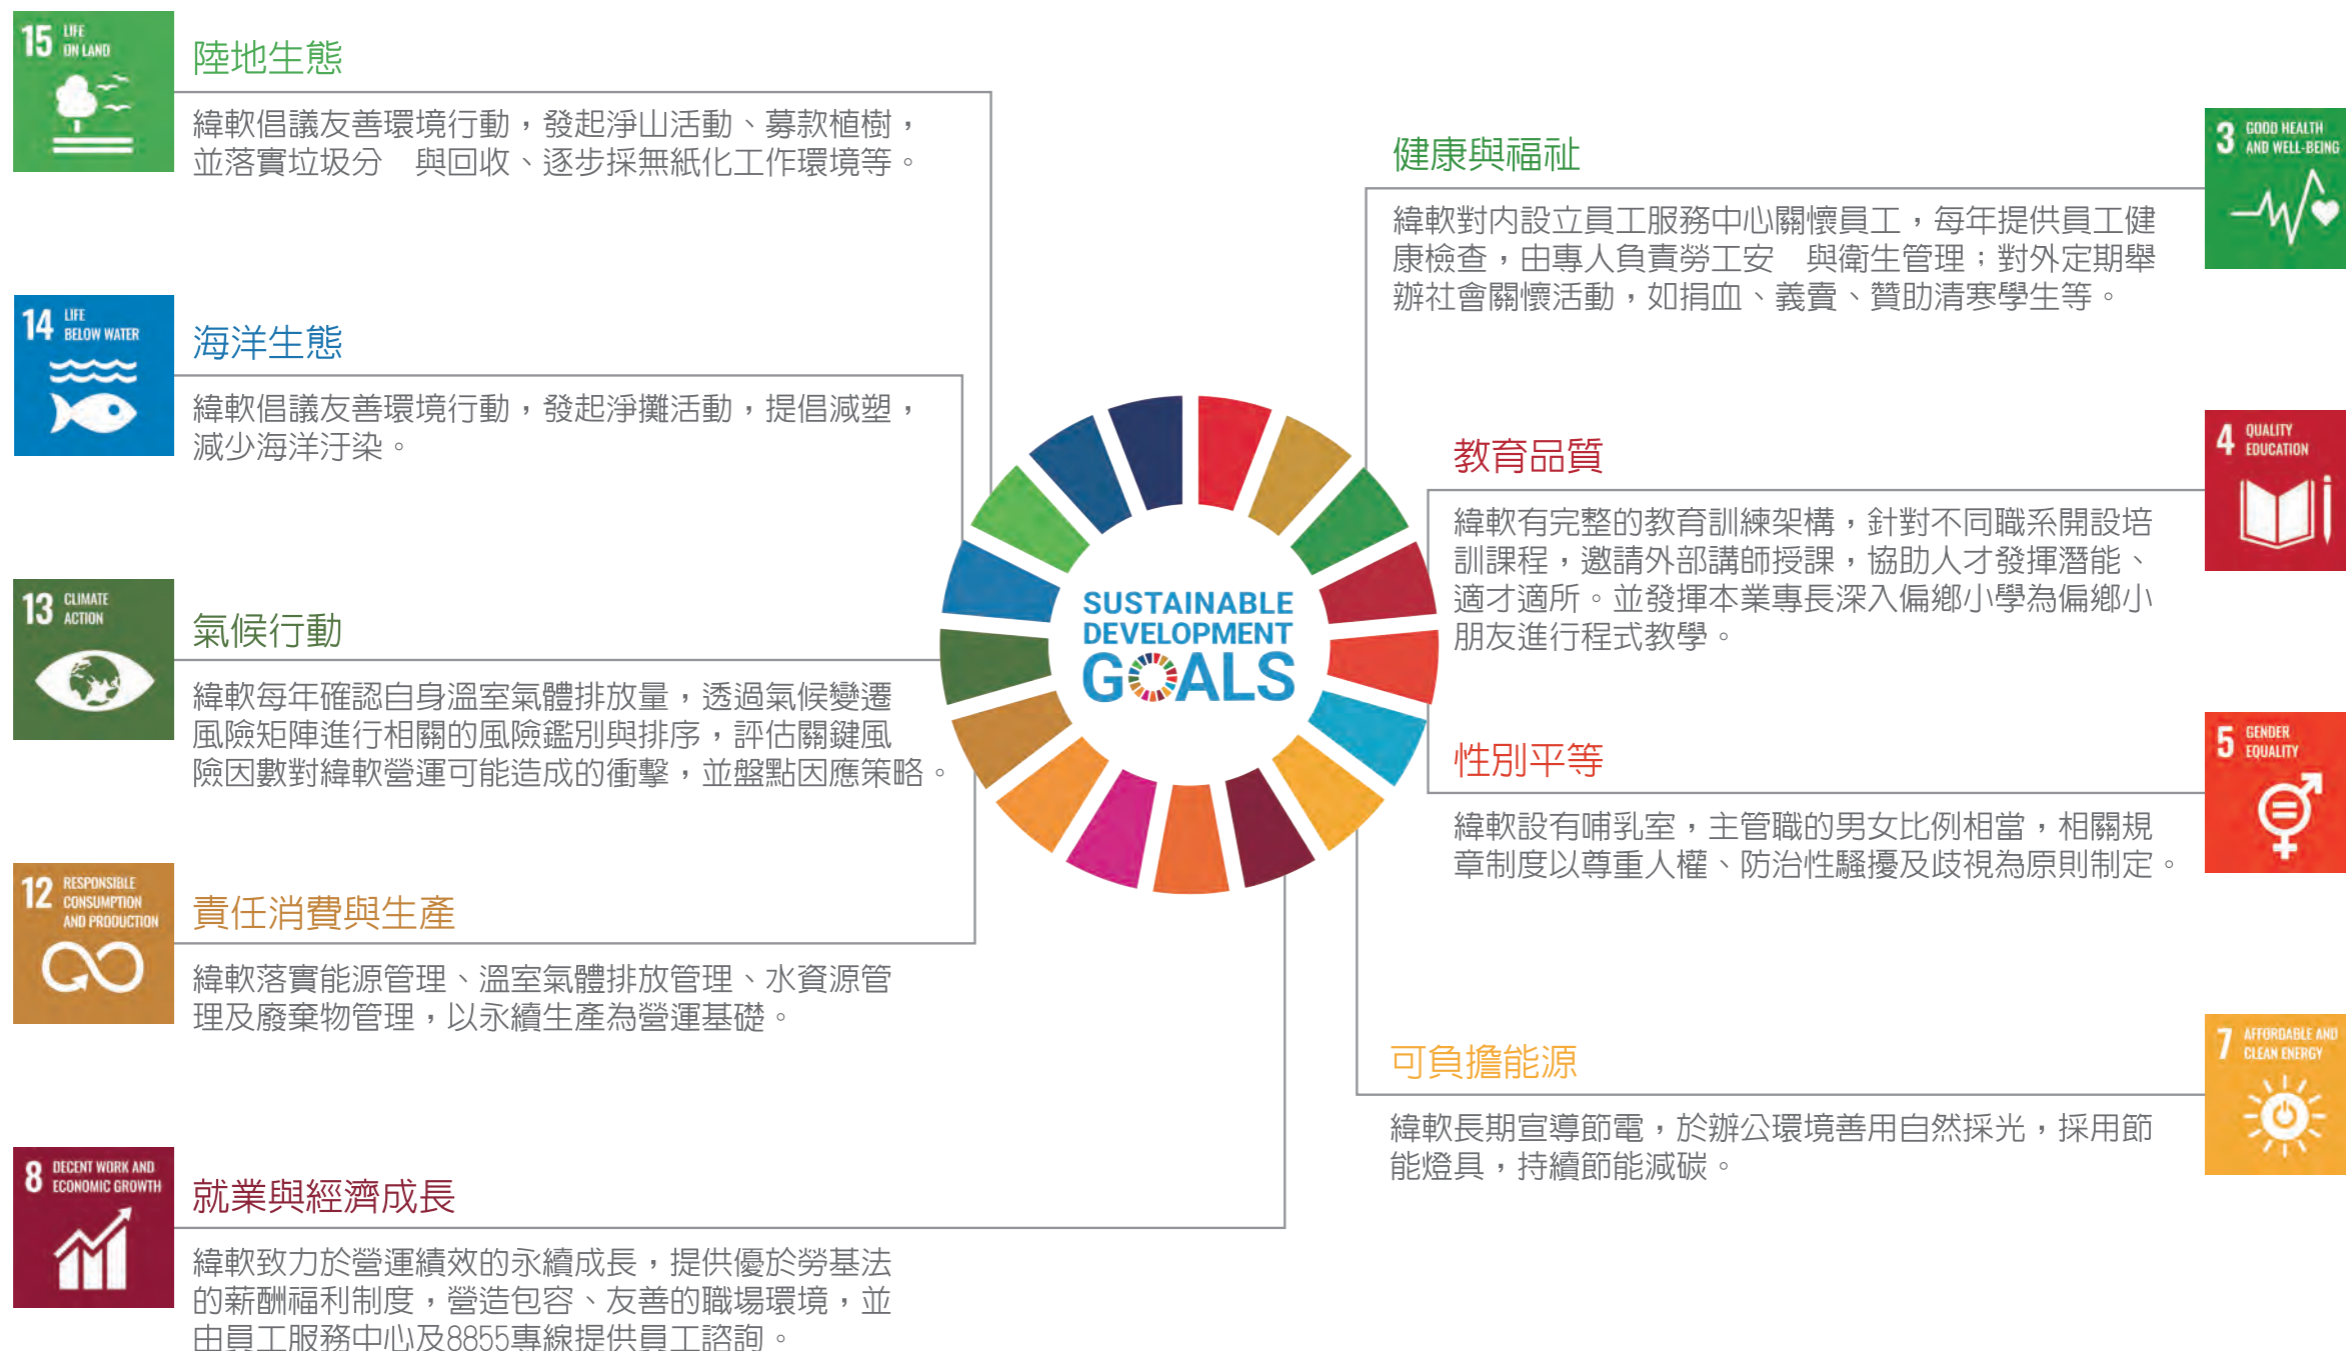 15 LIFE
ON LAND
陸地生態
緯軟倡議友善環境行動，發起淨山活動、募款植樹，
並落實垃圾分　與回收、逐步採無紙化工作環境等。
14 LIFE
BELOW WATER
海洋生態
緯軟倡議友善環境行動，發起淨攤活動，提倡減塑，
減少海洋汙染。
13 CLIMATE
ACTION
氣候行動
緯軟每年確認自身溫室氣體排放量，透過氣候變遷
風險矩陣進行相關的風險鑑別與排序，評估關鍵風
險因數對緯軟營運可能造成的衝擊，並盤點因應策略。
12 RESPONSIBLE
CONSUMPTION
AND PRODUCTION
責任消費與生產
緯軟落實能源管理、溫室氣體排放管理、水資源管
理及廢棄物管理，以永續生產為營運基礎。
8 DECENT WORK AND
ECONOMIC GROWTH
就業與經濟成長
緯軟致力於營運績效的永續成長，提供優於勞基法
的薪酬福利制度，營造包容、友善的職場環境，並
由員工服務中心及8855專線提供員工諮詢。
SUSTAINABLE
DEVELOPMENT
GOALS
3 GOOD HEALTH
AND WELL-BEING
健康與福祉
緯軟對內設立員工服務中心關懷員工，每年提供員工健
康檢查，由專人負責勞工安　與衛生管理；對外定期舉
辦社會關懷活動，如捐血、義賣、贊助清寒學生等。
4 QUALITY
EDUCATION
教育品質
緯軟有完整的教育訓練架構，針對不同職系開設培
訓課程，邀請外部講師授課，協助人才發揮潛能、
適才適所。並發揮本業專長深入偏鄉小學為偏鄉小
朋友進行程式教學。
5 GENDER
EQUALITY
性別平等
緯軟設有哺乳室，主管職的男女比例相當，相關規
章制度以尊重人權、防治性騷擾及歧視為原則制定。
7 AFFORDABLE AND
CLEAN ENERGY
可負擔能源
緯軟長期宣導節電，於辦公環境善用自然採光，採用節
能燈具，持續節能減碳。